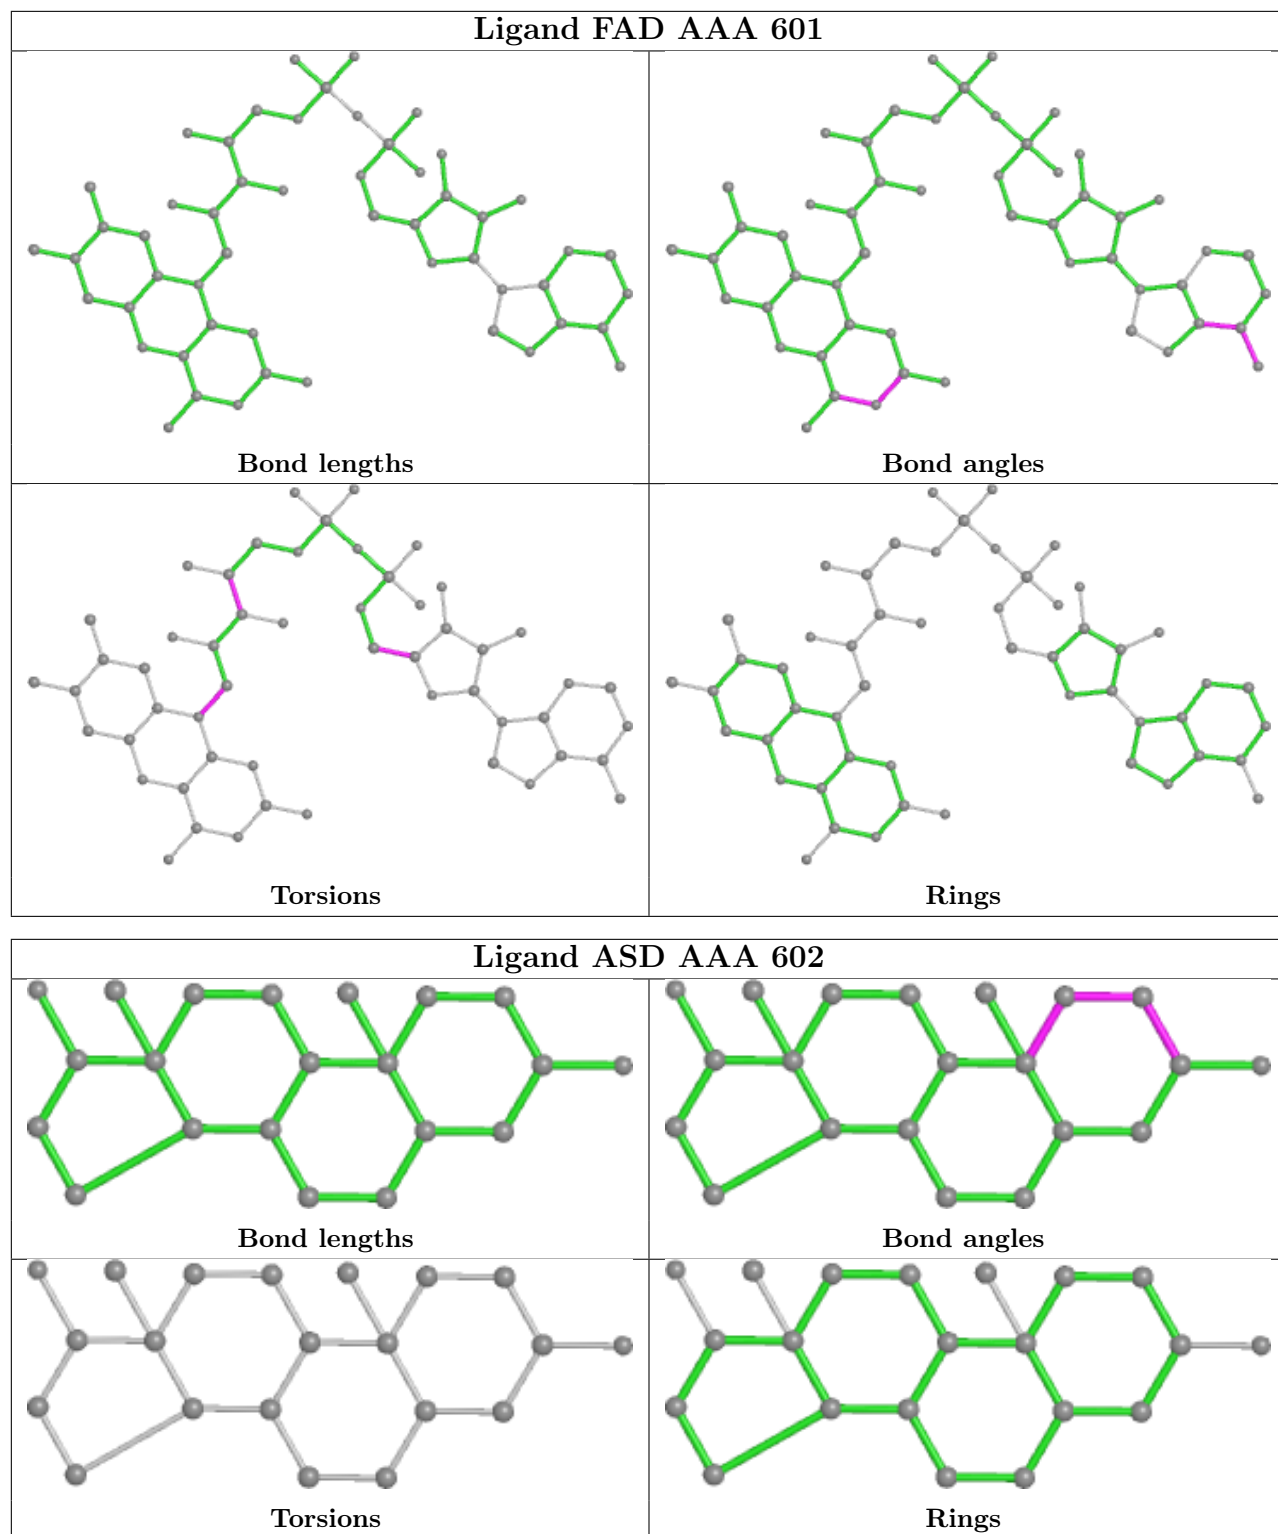 Ligand FAD AAA 601
Bond lengths
Bond angles
Torsions
Rings
Ligand ASD AAA 602
Bond lengths
Bond angles
Torsions
Rings